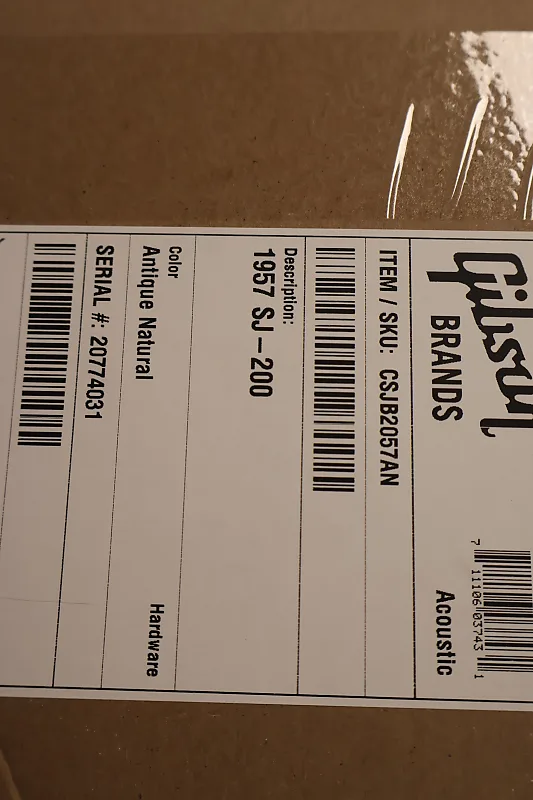 Gibson
BRANDS
Acoustic
7 11106 03743 1
ITEM / SKU: CSJB2057AN
Description:
1957 SJ-200
Color
Antique Natural
Hardware
SERIAL #: 20774031